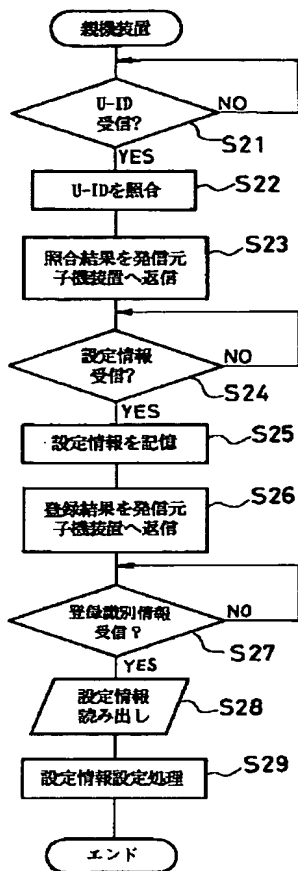 親機装置
U-ID
受信?
NO
S21
YES
U-IDを照合
S22
照合結果を発信元
子機装置へ返信
S23
設定情報
受信?
NO
S24
YES
設定情報を記憶
S25
登録結果を発信元
子機装置へ返信
S26
登録識別情報
受信?
NO
S27
YES
設定情報
読み出し
S28
設定情報設定処理
S29
エンド